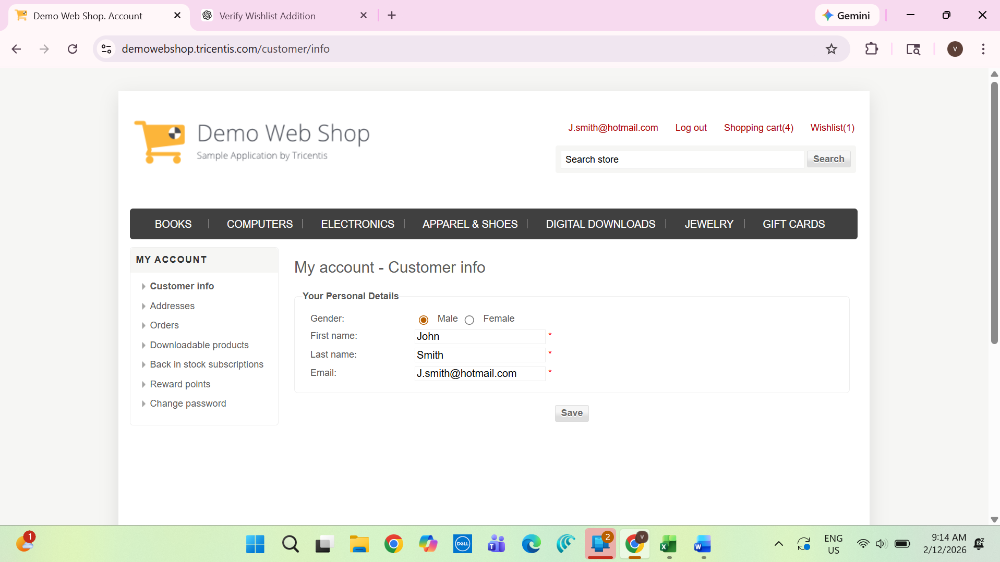 Demo Web Shop. Account
Verify Wishlist Addition
Gemini
demowebshop.tricentis.com/customer/info
V
Demo Web Shop
Sample Application by Tricentis
J.smith@hotmail.com Log out Shopping cart(4) Wishlist(1)
Search store Search
BOOKS COMPUTERS ELECTRONICS APPAREL & SHOES DIGITAL DOWNLOADS JEWELRY GIFT CARDS
MY ACCOUNT
Customer info
Addresses
Orders
Downloadable products
Back in stock subscriptions
Reward points
Change password
My account - Customer info
Your Personal Details
Gender: Male Female
First name: John *
Last name: Smith *
Email: J.smith@hotmail.com *
Save
1
DELL
T
2
V
X
W
ENG
US
9:14 AM
2/12/2026